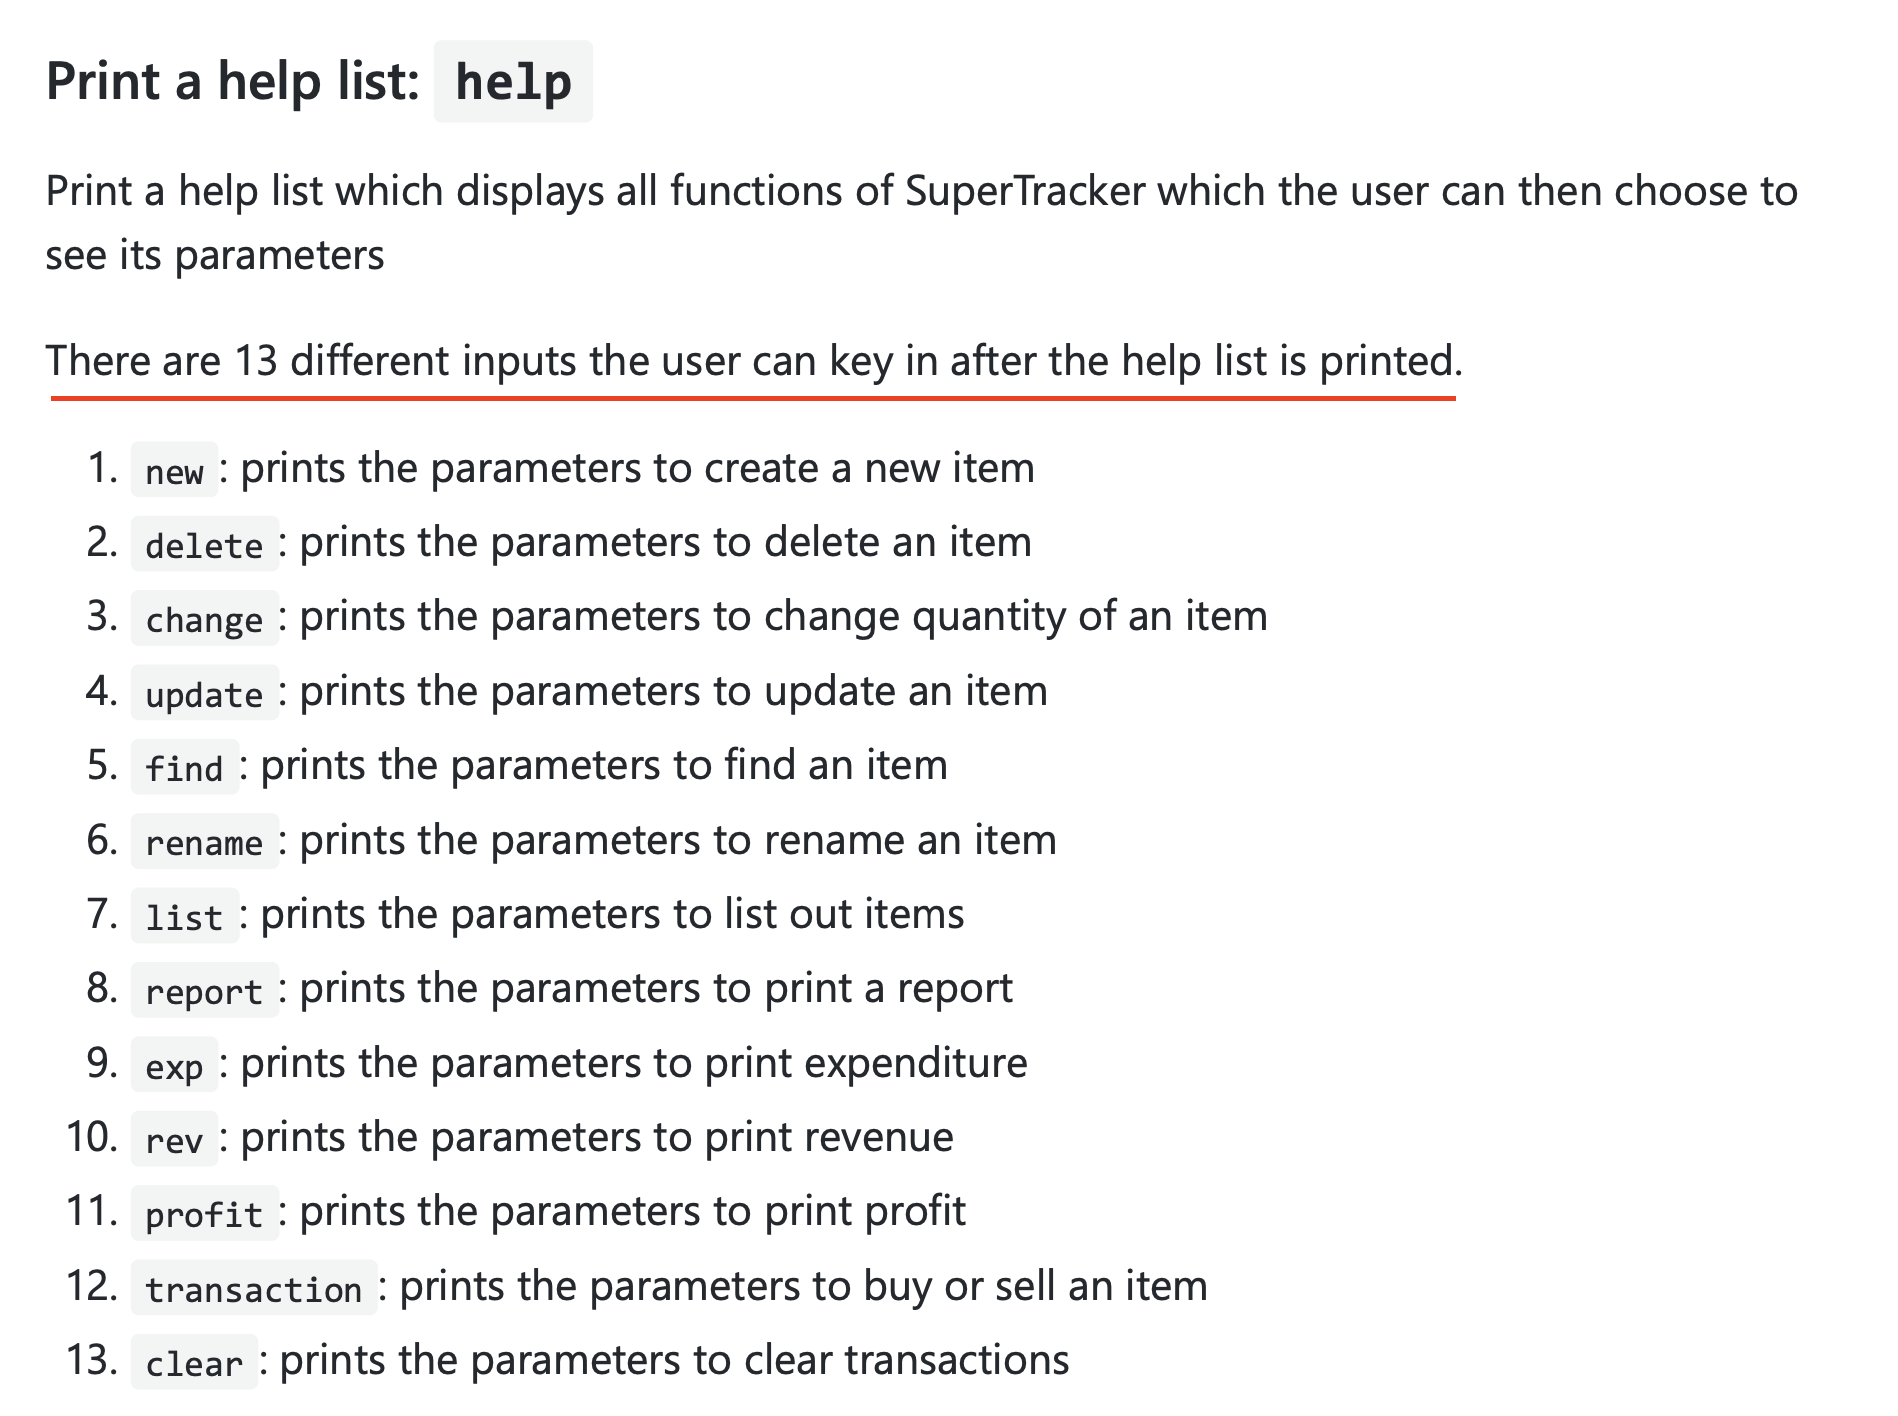 Print a help list: help
Print a help list which displays all functions of SuperTracker which the user can then choose to
see its parameters
There are 13 different inputs the user can key in after the help list is printed.
1. new : prints the parameters to create a new item
2. delete : prints the parameters to delete an item
3. change : prints the parameters to change quantity of an item
4. update : prints the parameters to update an item
5. find : prints the parameters to find an item
6. rename : prints the parameters to rename an item
7. list : prints the parameters to list out items
8. report : prints the parameters to print a report
9. exp : prints the parameters to print expenditure
10. rev : prints the parameters to print revenue
11. profit : prints the parameters to print profit
12. transaction : prints the parameters to buy or sell an item
13. clear : prints the parameters to clear transactions